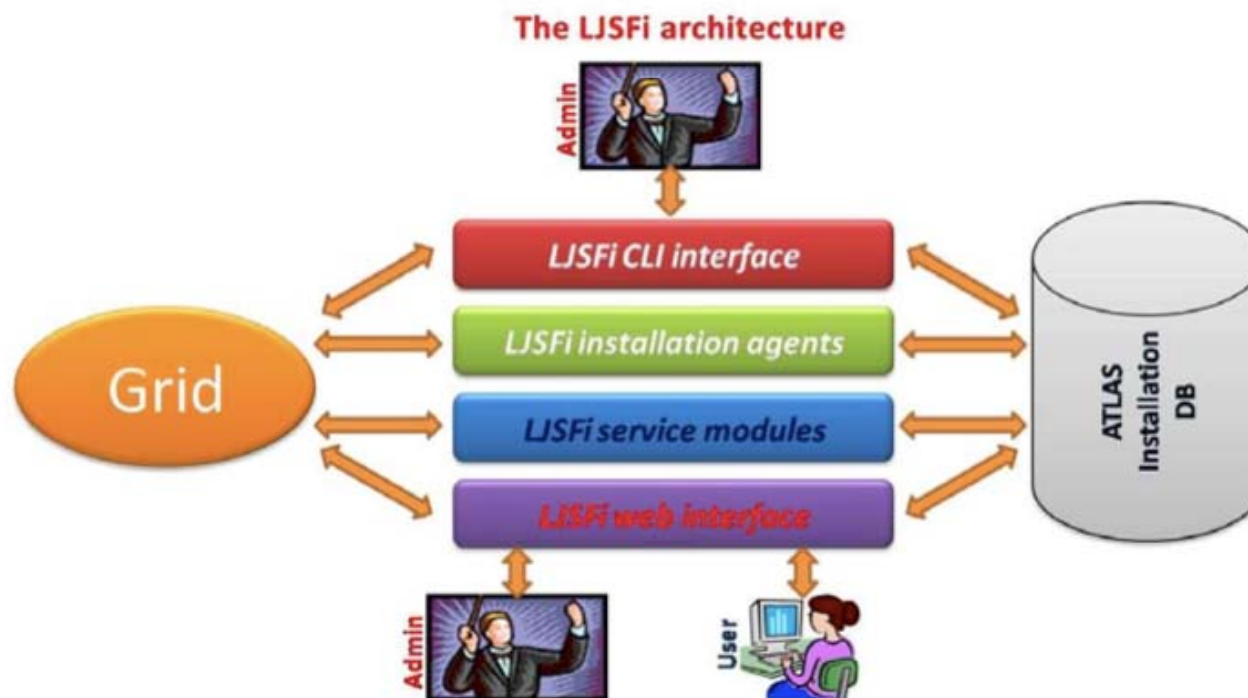 The LJSFi architecture
Admin
LJSFi CLI interface
LJSFi installation agents
Grid
LJSFi service modules
LJSFi web interface
ATLAS
Installation
DB
Admin
User